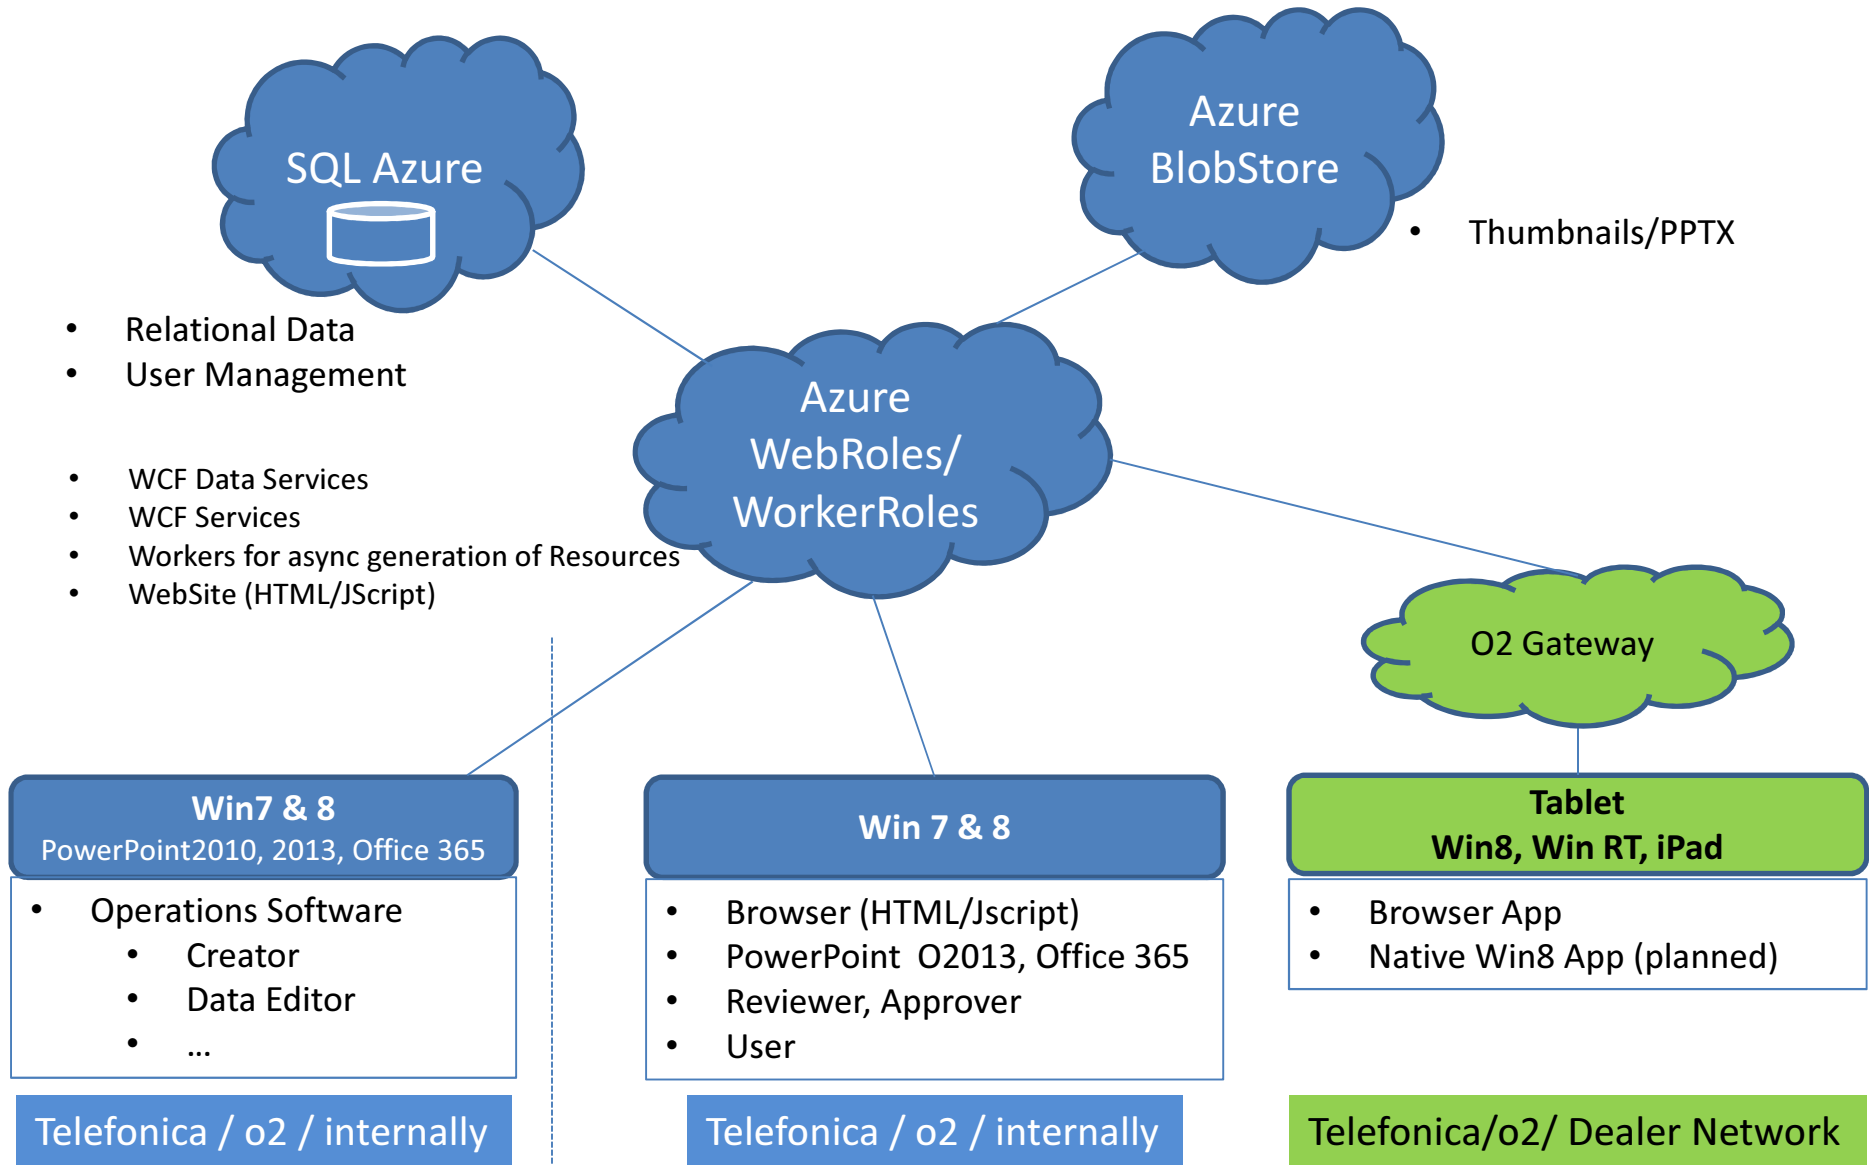 SQL Azure
Azure
BlobStore
• Thumbnails/PPTX
• Relational Data
• User Management
Azure
WebRoles/
WorkerRoles
• WCF Data Services
• WCF Services
• Workers for async generation of Resources
• WebSite (HTML/JScript)
O2 Gateway
Win7 & 8
PowerPoint2010, 2013, Office 365
• Operations Software
• Creator
• Data Editor
• ...
Telefonica / o2 / internally
Win 7 & 8
• Browser (HTML/Jscript)
• PowerPoint O2013, Office 365
• Reviewer, Approver
• User
Telefonica / o2 / internally
Tablet
Win8, Win RT, iPad
• Browser App
• Native Win8 App (planned)
Telefonica/o2/ Dealer Network